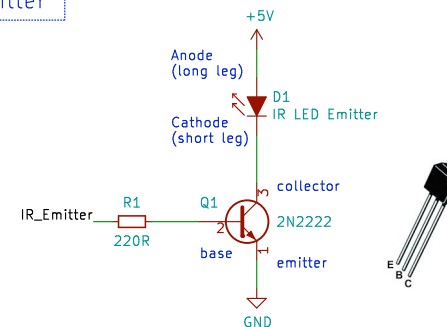 +5V
Anode
(long leg)
D1
IR LED Emitter
Cathode
(short leg)
3
collector
R1
Q1
IR_Emitter
2N2222
2
220R
base
1
emitter
E
B
C
GND